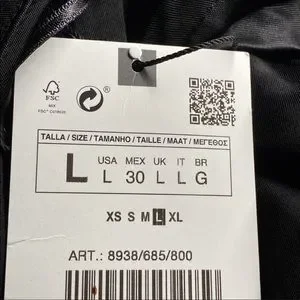 FSC
MIX
TALLA / SIZE / TAMANHO / TAILLE / MAAT / ΜΕΓΕΘΟΣ
L
USA MEX UK IT BR
L 30 L L G
XS S M L XL
ART.: 8938/685/800